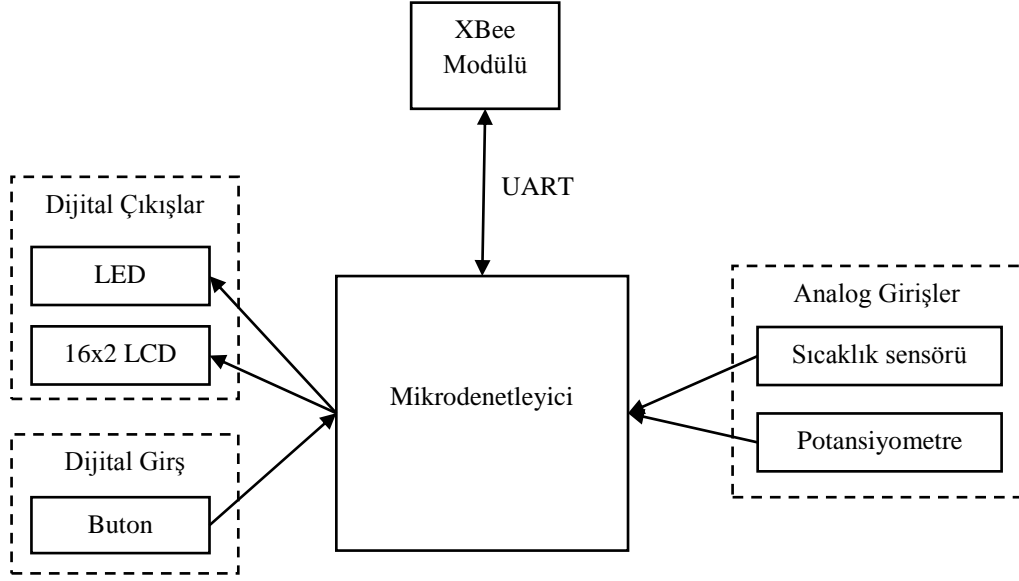 XBee
Modülü
UART
Dijital Çıkışlar
LED
16x2 LCD
Mikrodenetleyici
Analog Girişler
Sıcaklık sensörü
Potansiyometre
Dijital Girş
Buton